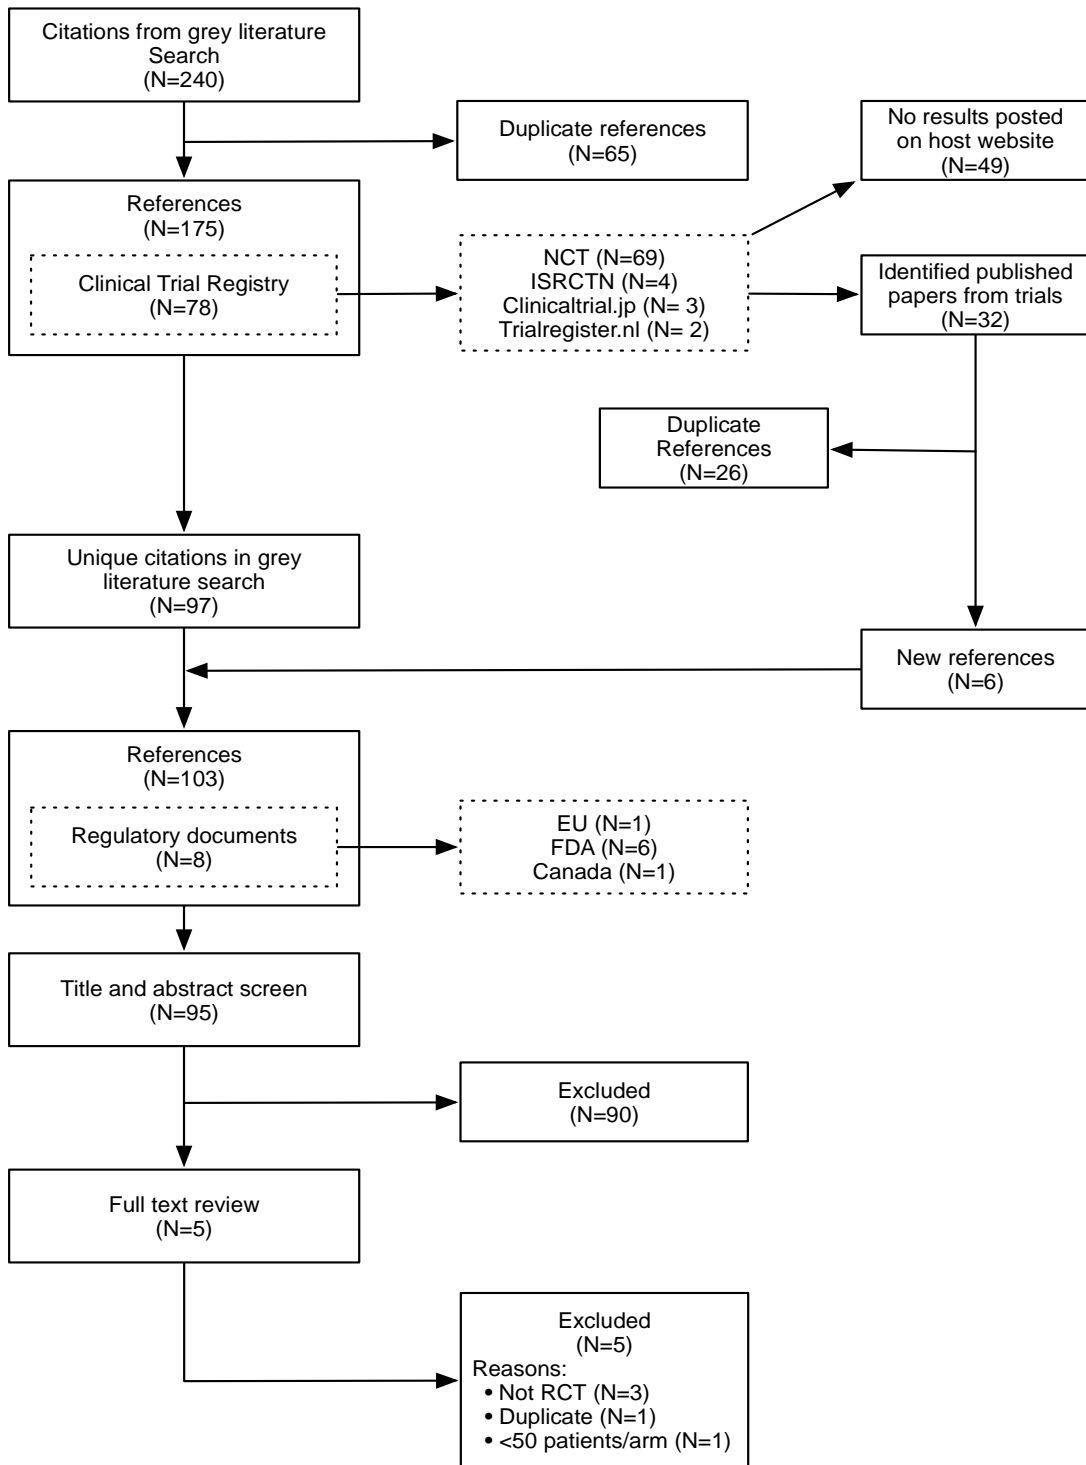 Citations from grey literature
Search
(N=240)
Duplicate references
(N=65)
No results posted
on host website
(N=49)
References
(N=175)
Clinical Trial Registry
(N=78)
NCT (N=69)
ISRCTN (N=4)
Clinicaltrial.jp (N= 3)
Trialregister.nl (N= 2)
Identified published
papers from trials
(N=32)
Duplicate
References
(N=26)
Unique citations in grey
literature search
(N=97)
New references
(N=6)
References
(N=103)
Regulatory documents
(N=8)
EU (N=1)
FDA (N=6)
Canada (N=1)
Title and abstract screen
(N=95)
Excluded
(N=90)
Full text review
(N=5)
Excluded
(N=5)
Reasons:
• Not RCT (N=3)
• Duplicate (N=1)
• <50 patients/arm (N=1)